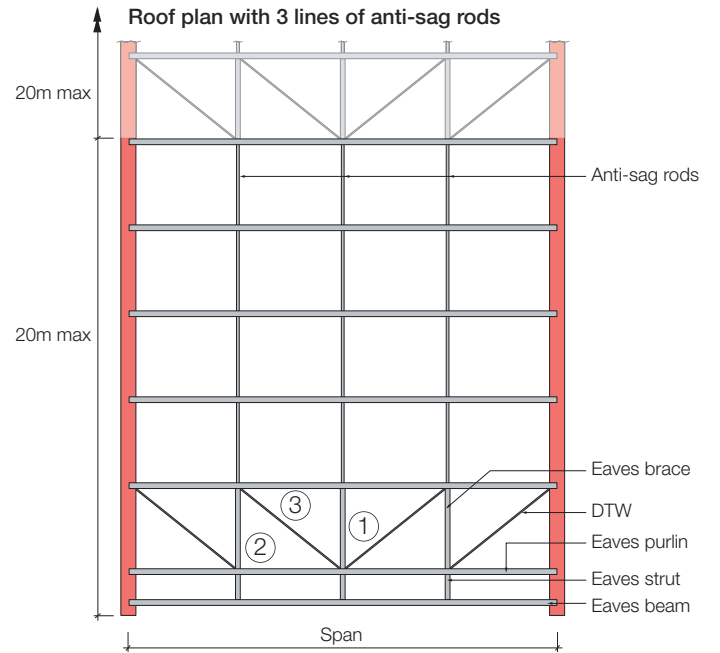 Roof plan with 3 lines of anti-sag rods
20m max
Anti-sag rods
20m max
Eaves brace
3
DTW
1
2
Eaves purlin
Eaves strut
Eaves beam
Span